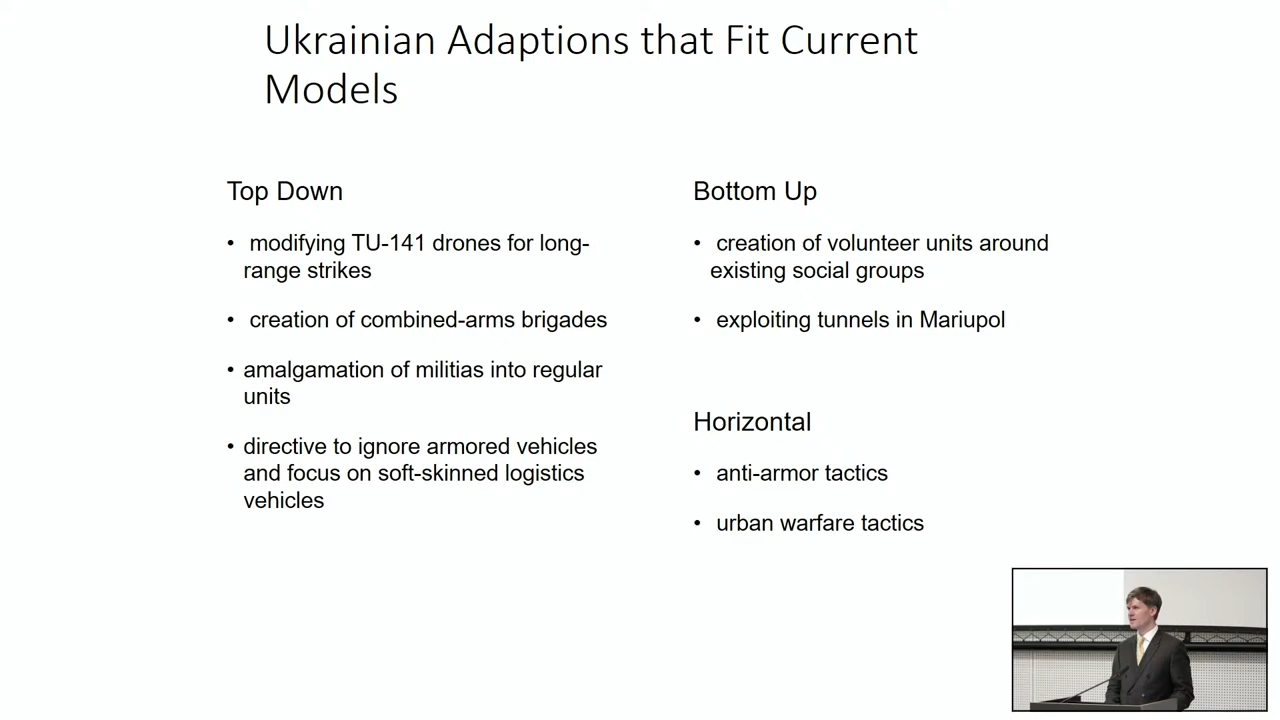 Ukrainian Adaptions that Fit Current
Models
Top Down
• modifying TU-141 drones for long-
range strikes
• creation of combined-arms brigades
• amalgamation of militias into regular
units
• directive to ignore armored vehicles
and focus on soft-skinned logistics
vehicles
Bottom Up
• creation of volunteer units around
existing social groups
• exploiting tunnels in Mariupol
Horizontal
• anti-armor tactics
• urban warfare tactics